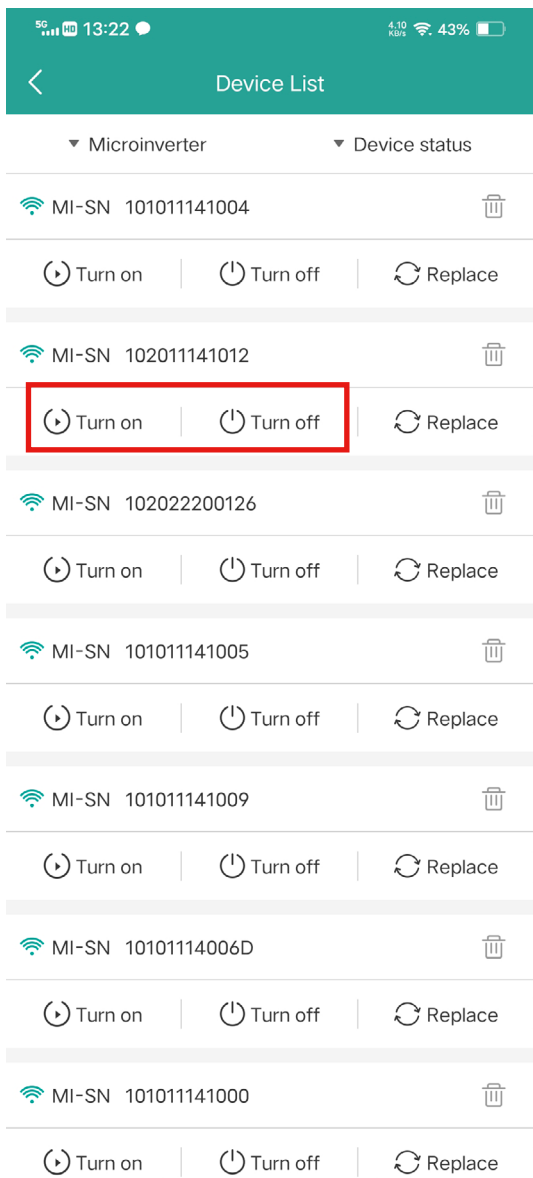 5G HD 13:22 4.10 KB/s 43%
Device List
Microinverter Device status
MI-SN 101011141004
Turn on Turn off Replace
MI-SN 102011141012
Turn on Turn off Replace
MI-SN 102022200126
Turn on Turn off Replace
MI-SN 101011141005
Turn on Turn off Replace
MI-SN 101011141009
Turn on Turn off Replace
MI-SN 10101114006D
Turn on Turn off Replace
MI-SN 101011141000
Turn on Turn off Replace